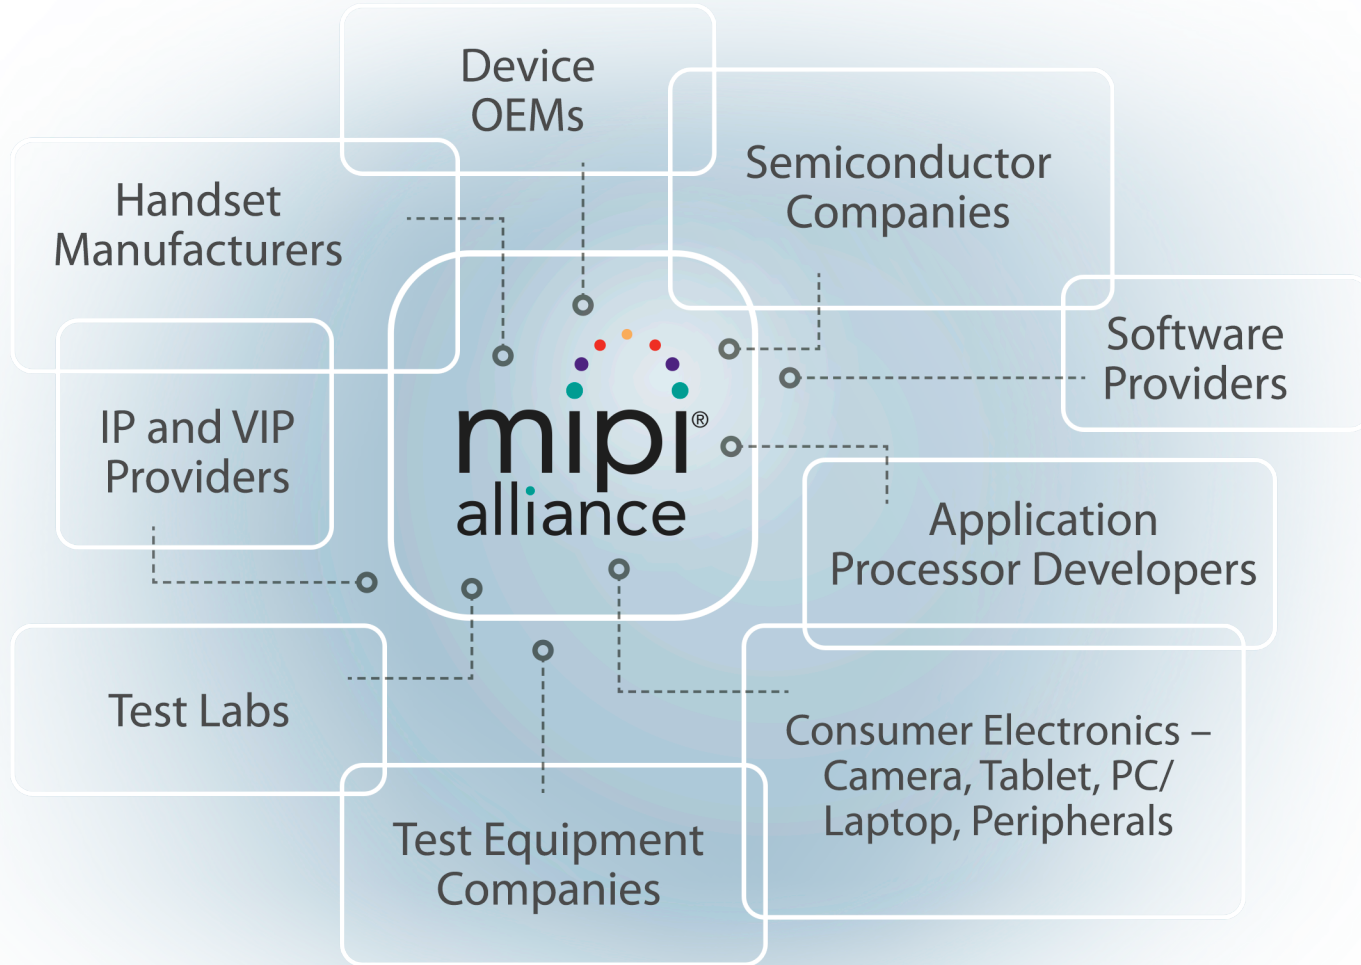 Device
OEMs
Semiconductor
Companies
Handset
Manufacturers
Software
Providers
IP and VIP
Providers
mipi®
alliance
Application
Processor Developers
Test Labs
Consumer Electronics –
Camera, Tablet, PC/
Laptop, Peripherals
Test Equipment
Companies